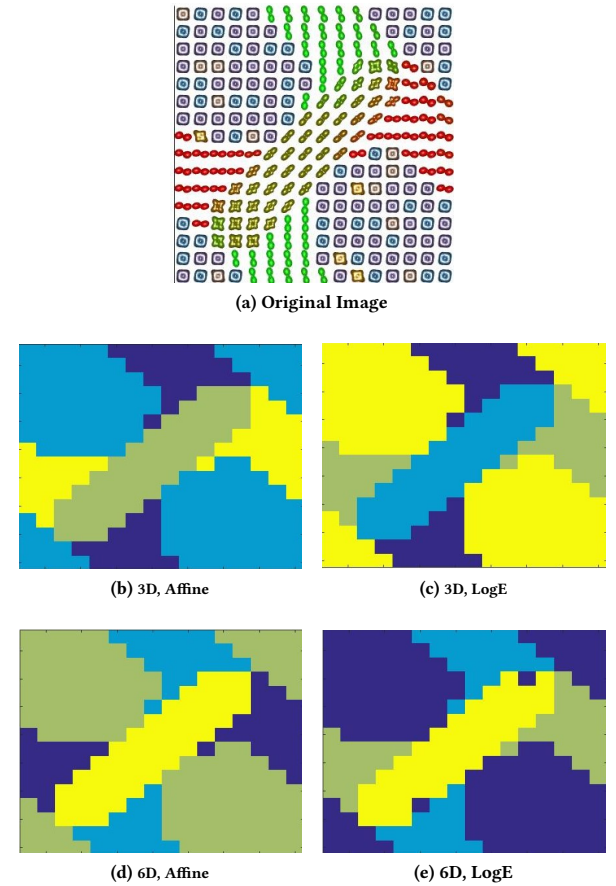 (a) Original Image
(b) 3D, Affine
(c) 3D, LogE
(d) 6D, Affine
(e) 6D, LogE